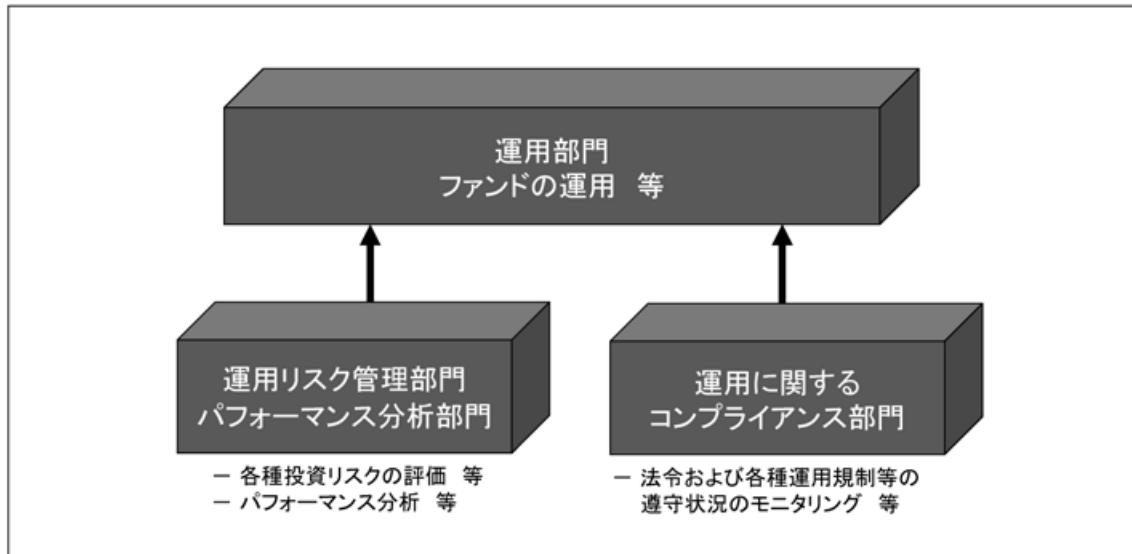 運用部門
ファンドの運用　等
運用リスク管理部門
パフォーマンス分析部門
－ 各種投資リスクの評価　等
－ パフォーマンス分析　等
運用に関する
コンプライアンス部門
－ 法令および各種運用規制等の
遵守状況のモニタリング　等